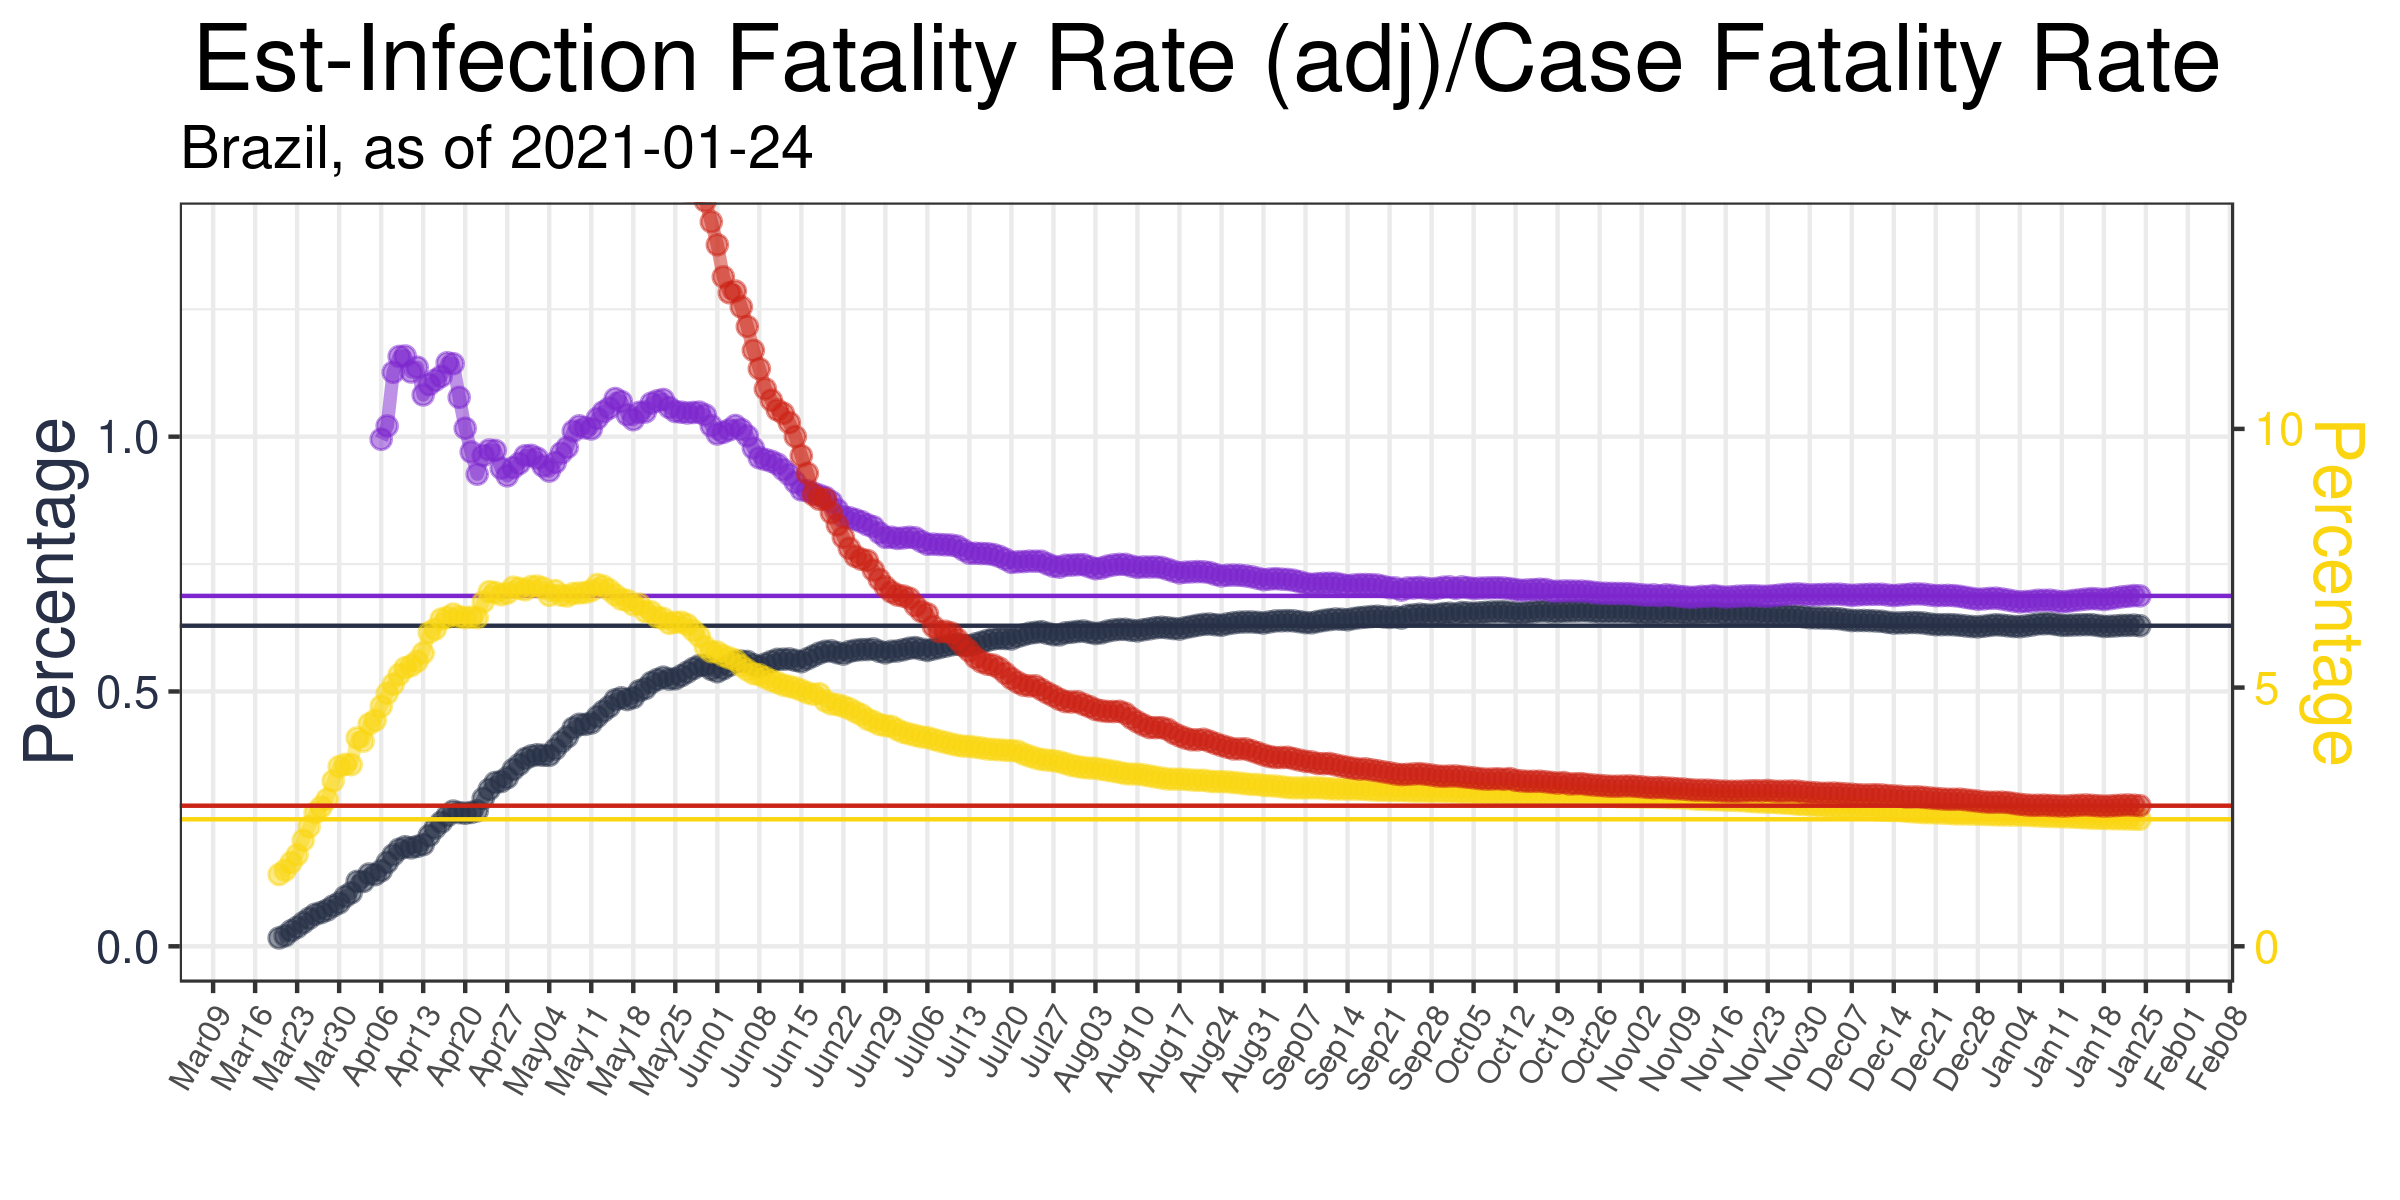 Est-Infection Fatality Rate (adj)/Case Fatality Rate
Brazil, as of 2021-01-24
Percentage
1.0
0.5
0.0
10
5
0
Percentage
Mar09
Mar16
Mar23
Mar30
Apr06
Apr13
Apr20
Apr27
May04
May11
May18
May25
Jun01
Jun08
Jun15
Jun22
Jun29
Jul06
Jul13
Jul20
Jul27
Aug03
Aug10
Aug17
Aug24
Aug31
Sep07
Sep14
Sep21
Sep28
Oct05
Oct12
Oct19
Oct26
Nov02
Nov09
Nov16
Nov23
Nov30
Dec07
Dec14
Dec21
Dec28
Jan04
Jan11
Jan18
Jan25
Feb01
Feb08